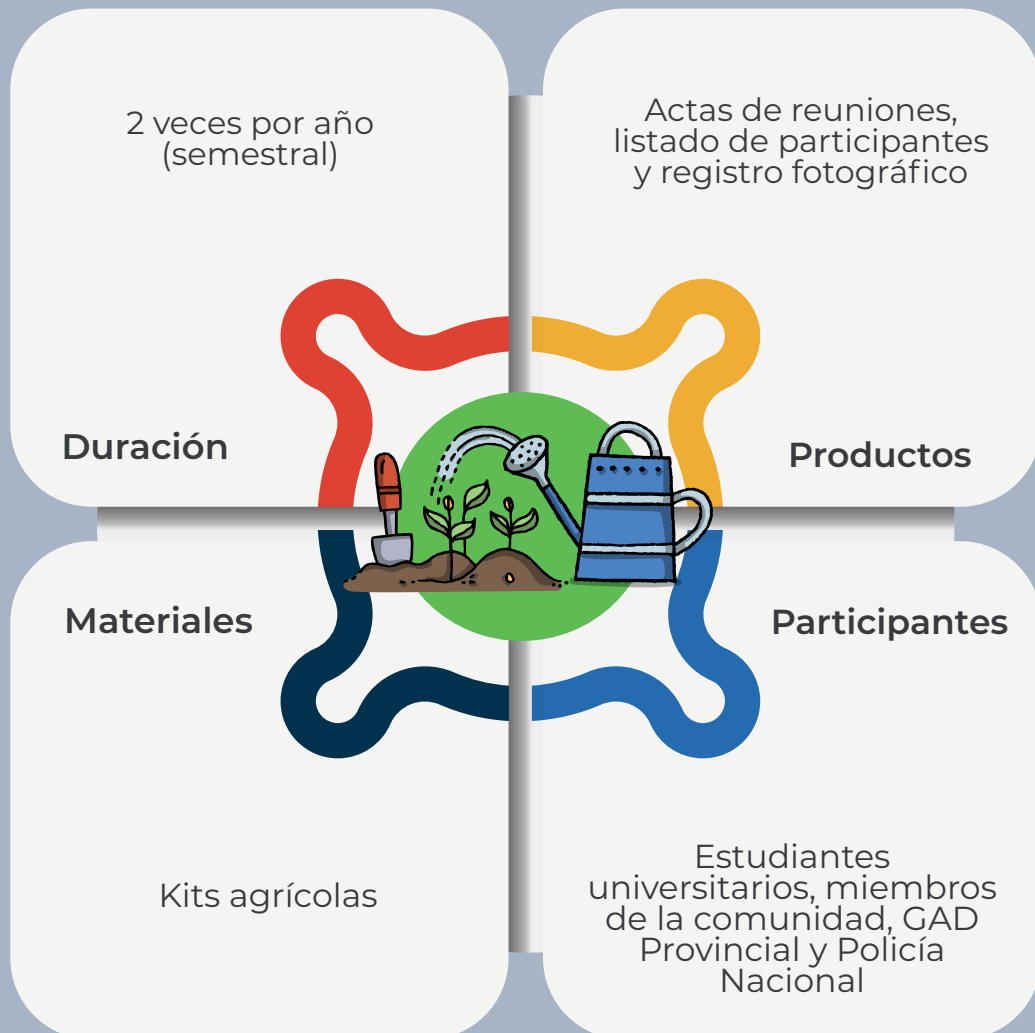 2 veces por año
(semestral)
Duración
Actas de reuniones,
listado de participantes
y registro fotográfico
Productos
Materiales
Kits agrícolas
Participantes
Estudiantes
universitarios, miembros
de la comunidad, GAD
Provincial y Policía
Nacional